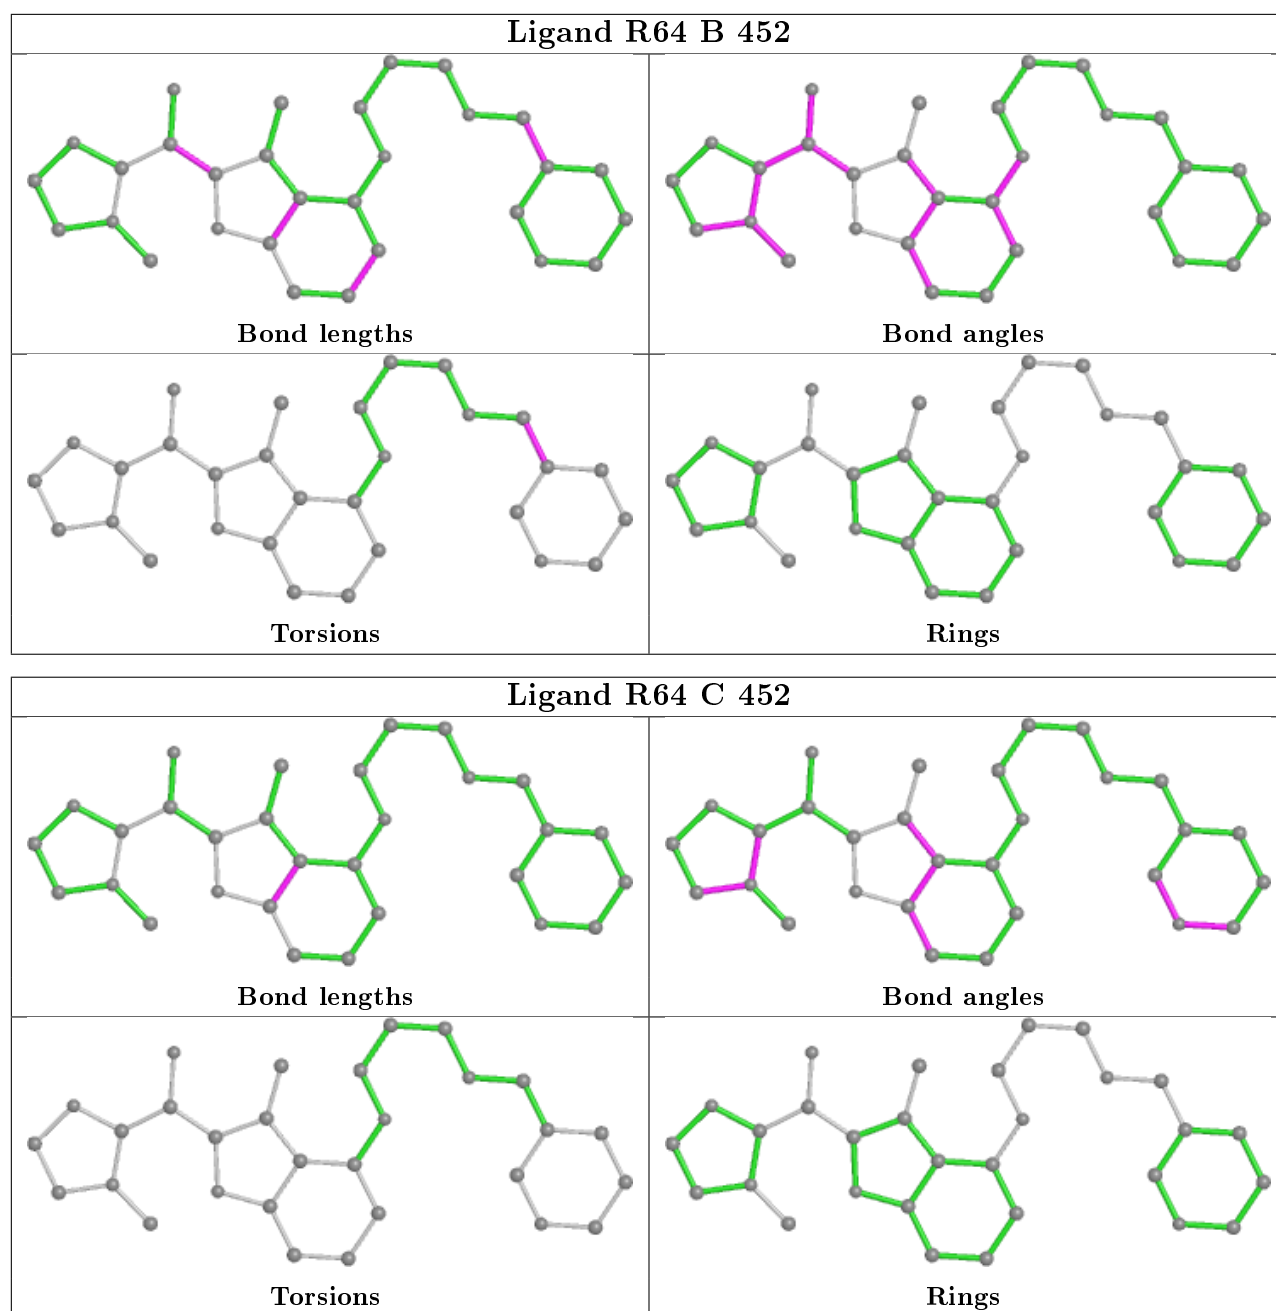 Ligand R64 B 452
Bond lengths
Bond angles
Torsions
Rings
Ligand R64 C 452
Bond lengths
Bond angles
Torsions
Rings